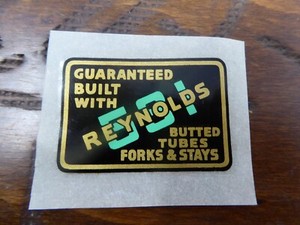 GUARANTEED
BUILT
WITH
REYNOLDS
531
BUTTED
TUBES
FORKS & STAYS